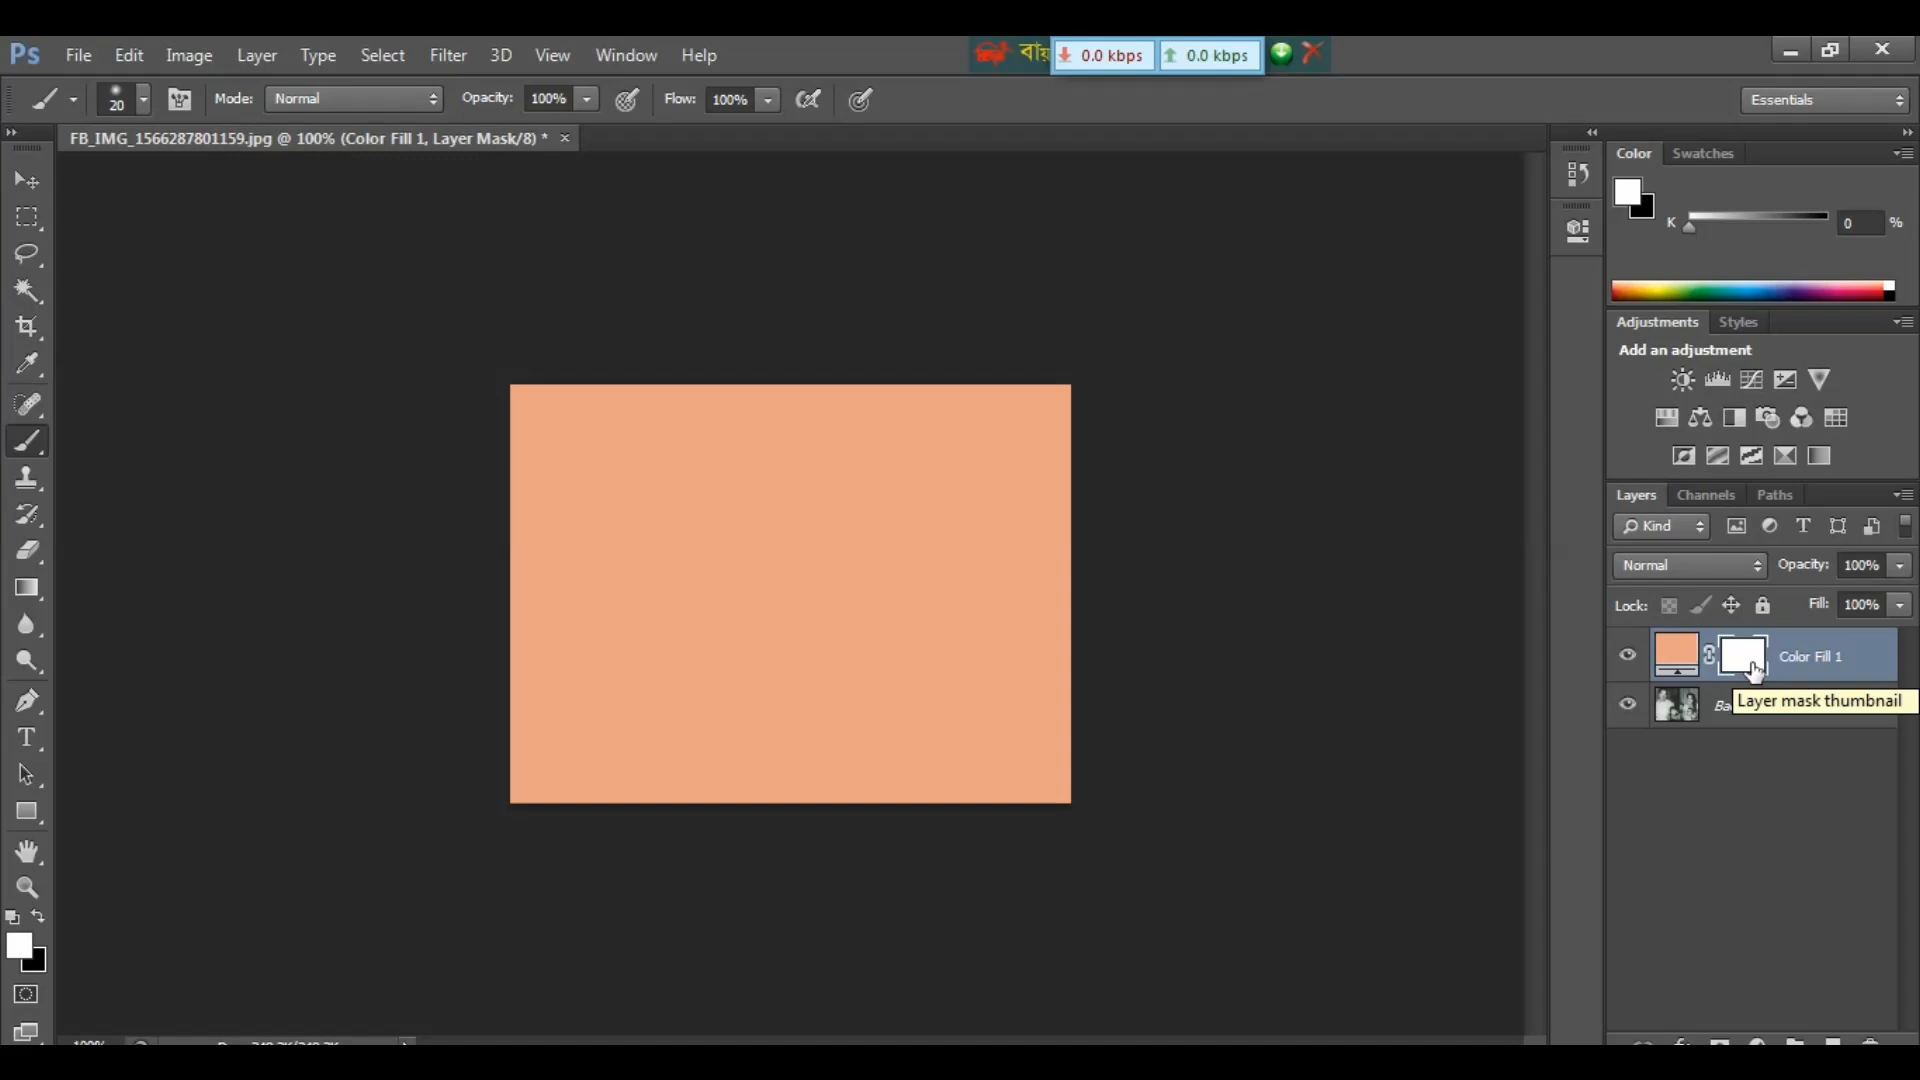 Ps File Edit Image Layer Type Select Filter 3D View Window Help
বায় 0.0 kbps 0.0 kbps
20 Mode: Normal Opacity: 100% Flow: 100% Essentials
FB_IMG_1566287801159.jpg @ 100% (Color Fill 1, Layer Mask/8) *
Color Swatches
K 0 %
Adjustments Styles
Add an adjustment
Layers Channels Paths
Kind
Normal Opacity: 100%
Lock: Fill: 100%
Color Fill 1
Layer mask thumbnail
100%